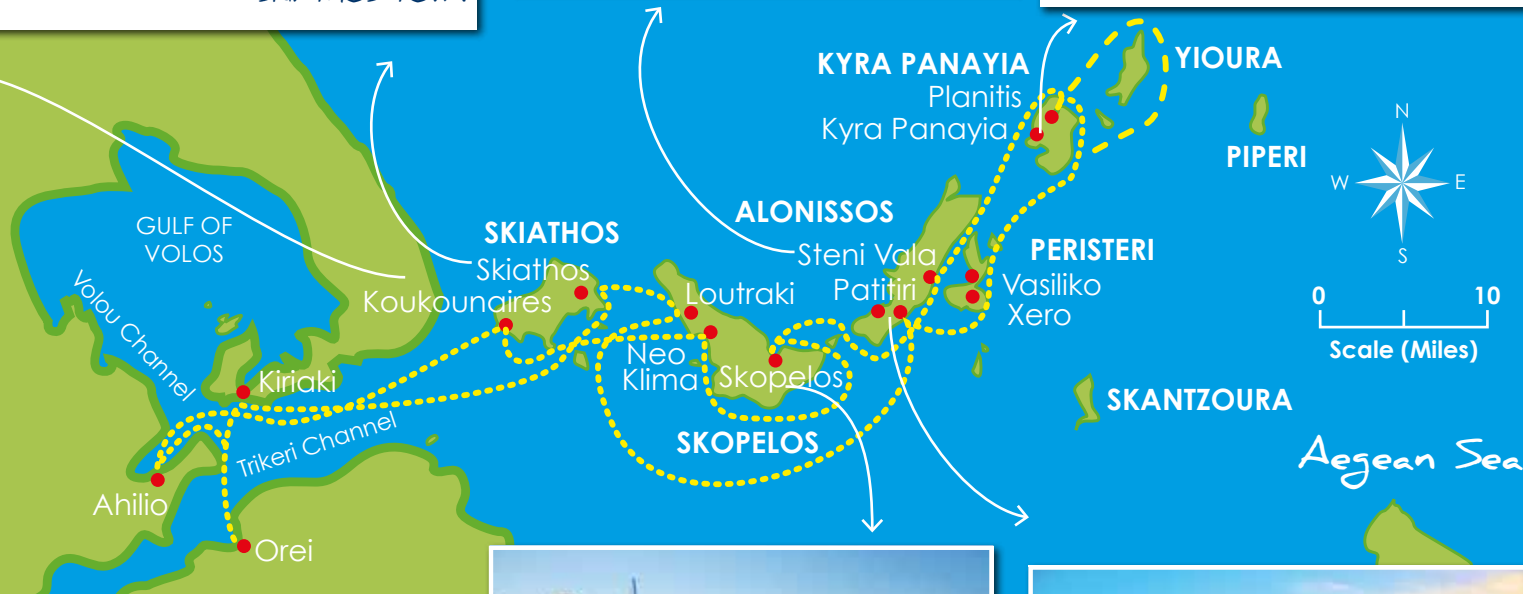 KYRA PANAYIA
Planitis
Kyra Panayia
YIOURA
PIPERI
N
W
E
S
0
10
Scale (Miles)
GULF OF
VOLOS
Volou Channel
SKIATHOS
Skiathos
Koukounaires
ALONISSOS
Steni Vala
Patitiri
PERISTERI
Vasiliko
Xero
Loutraki
Neo
Klima
Skopelos
SKOPELOS
Kiriaki
Trikeri Channel
Ahilio
Orei
SKANTZOURA
Aegean Sea